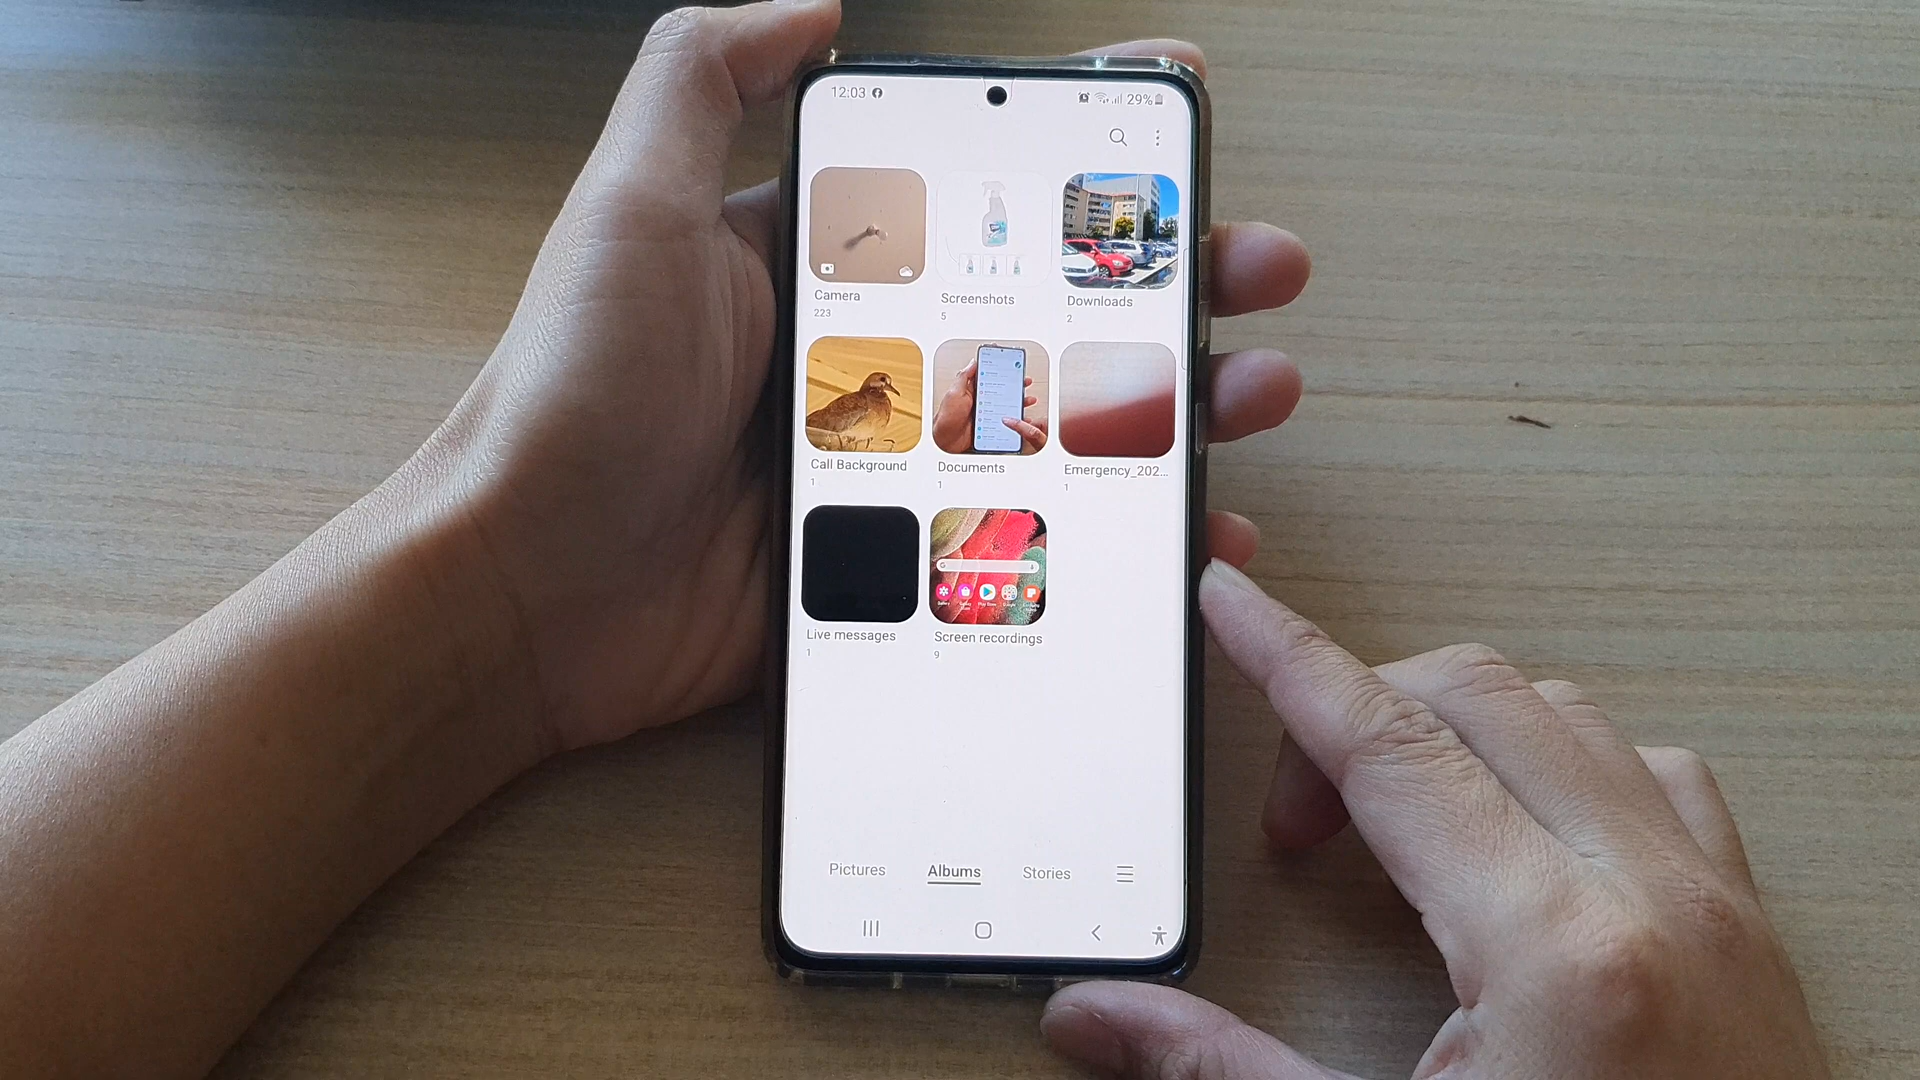 12:03 29%
Camera Screenshots Downloads
223 5 2
Call Background Documents Emergency_202...
1 1 1
Live messages Screen recordings
1 9
Pictures Albums Stories